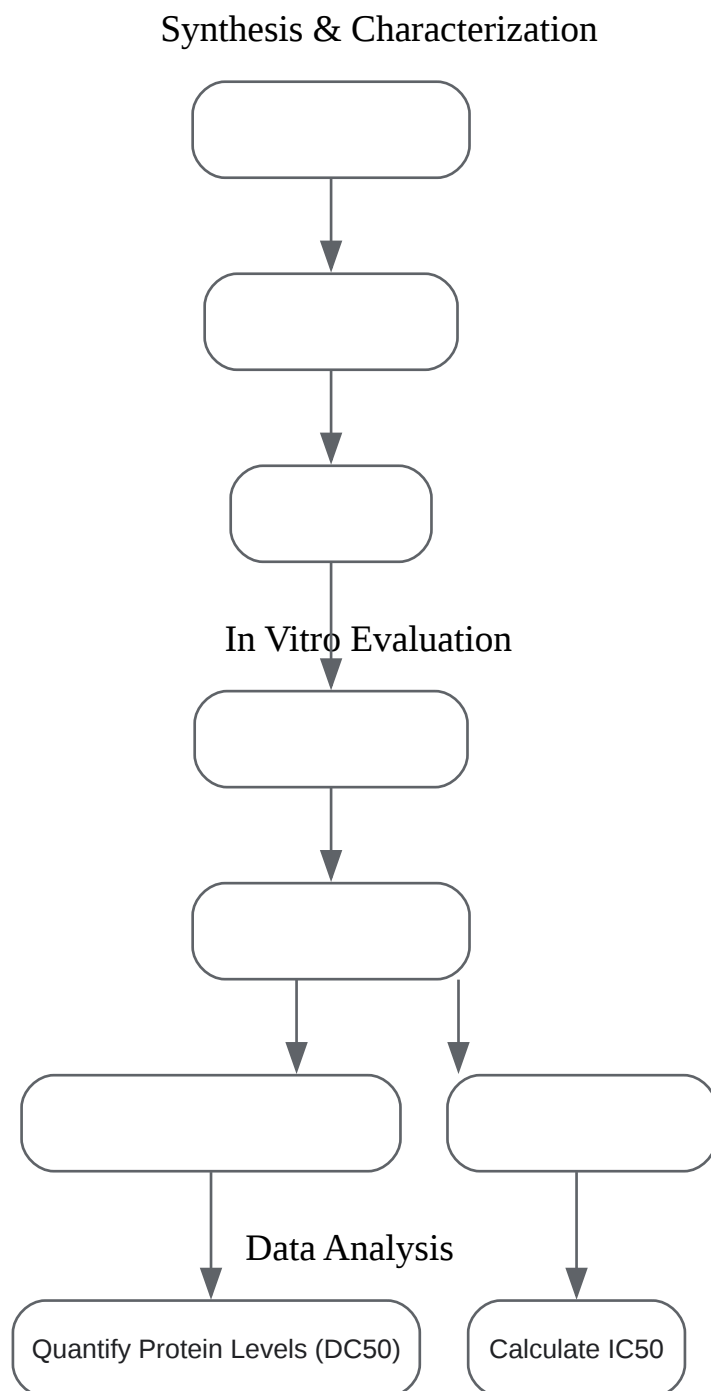 Synthesis & Characterization
In Vitro Evaluation
Data Analysis
Quantify Protein Levels (DC50)
Calculate IC50